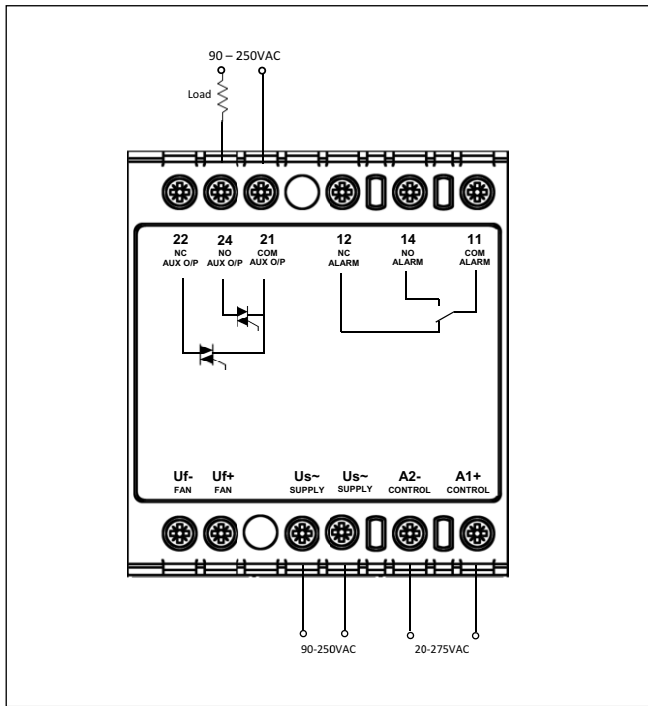 90 – 250VAC
Load
22 24 21 12 14 11
NC NO COM NC NO COM
AUX O/P AUX O/P AUX O/P ALARM ALARM ALARM
Uf- Uf+ Us~ Us~ A2- A1+
FAN FAN SUPPLY SUPPLY CONTROL CONTROL
90-250VAC 20-275VAC